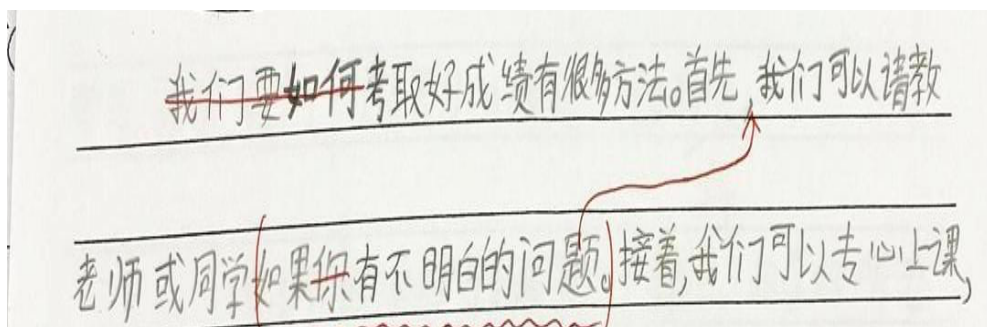 我们要如何考取好成绩有很多方法。首先,我们可以请教
老师或同学(如果你有不明白的问题。)接着,我们可以专心上课,